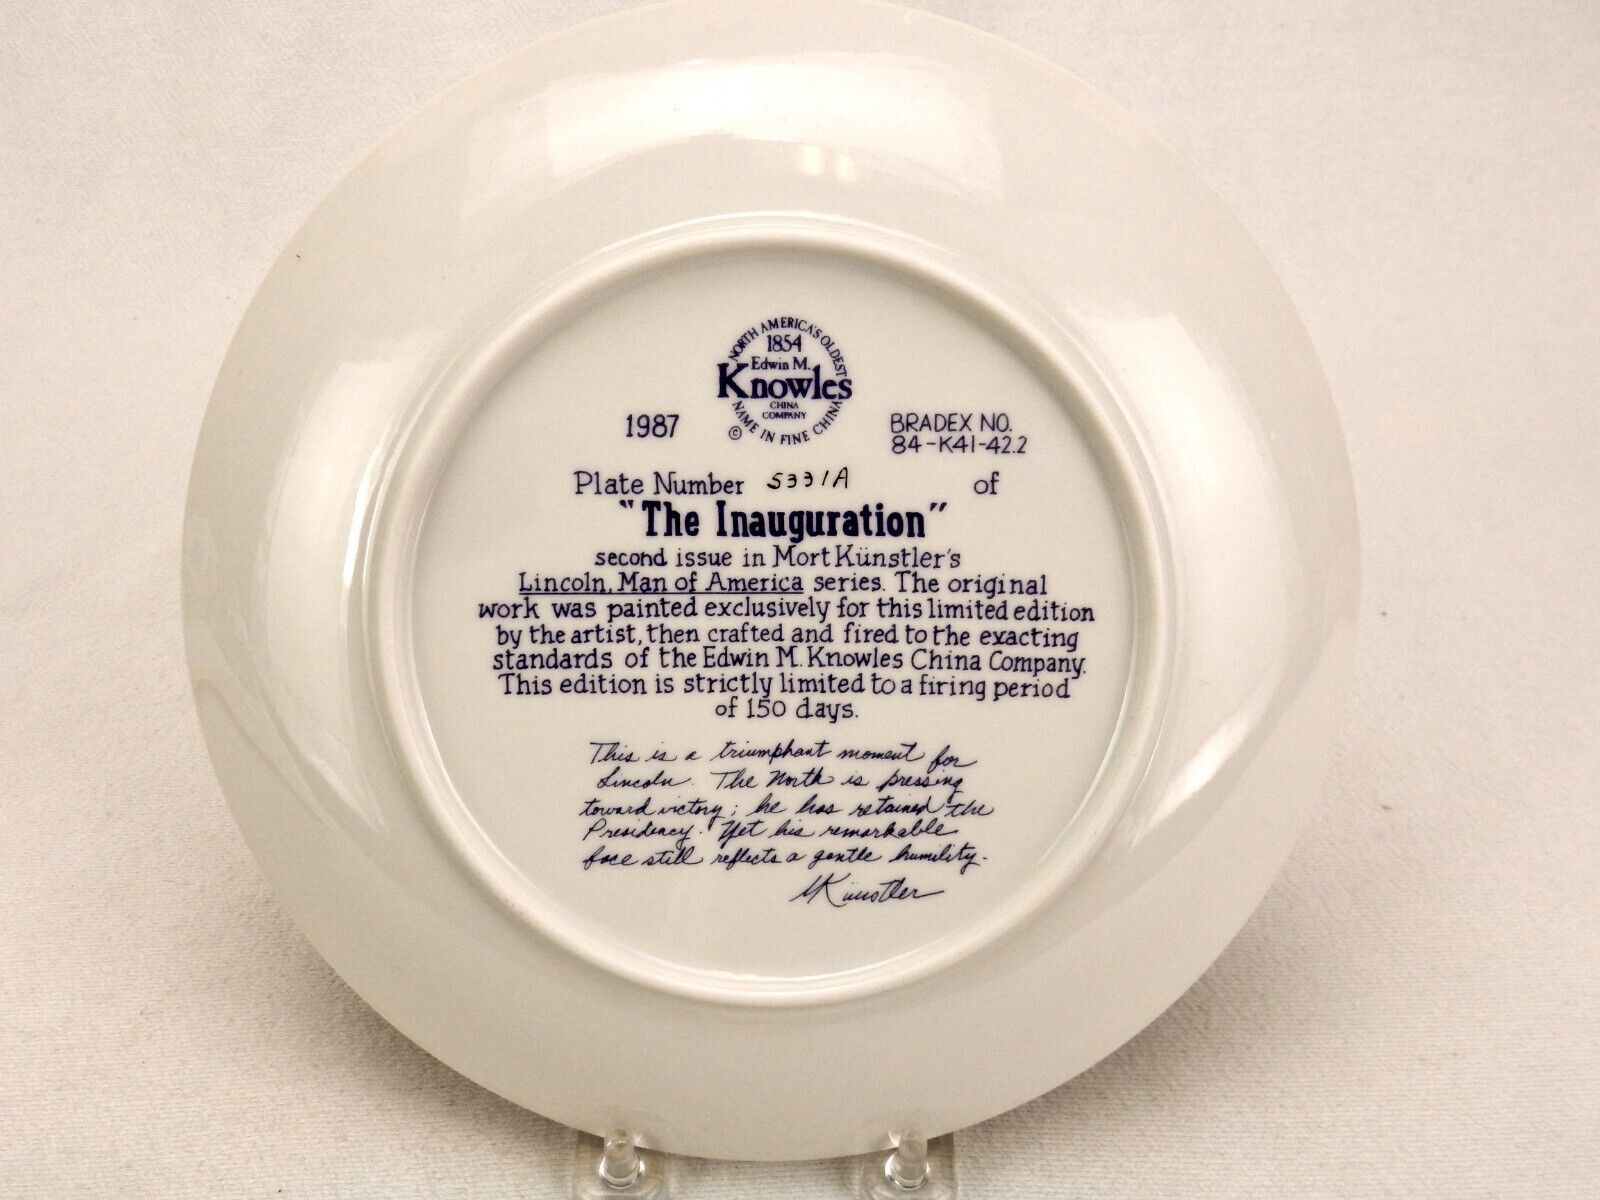 NORTH AMERICA'S OLDEST
1854
Edwin M.
Knowles
CHINA
COMPANY
© NAME IN FINE CHINA
1987
BRADEX NO.
84-K41-42.2
Plate Number 5331A of
"The Inauguration"
second issue in Mort Künstler's
Lincoln, Man of America series. The original
work was painted exclusively for this limited edition
by the artist, then crafted and fired to the exacting
standards of the Edwin M. Knowles China Company.
This edition is strictly limited to a firing period
of 150 days.
This is a triumphant moment for
Lincoln. The North is pressing
toward victory; he has retained the
Presidency. Yet his remarkable
face still reflects a gentle humility.
MKünstler